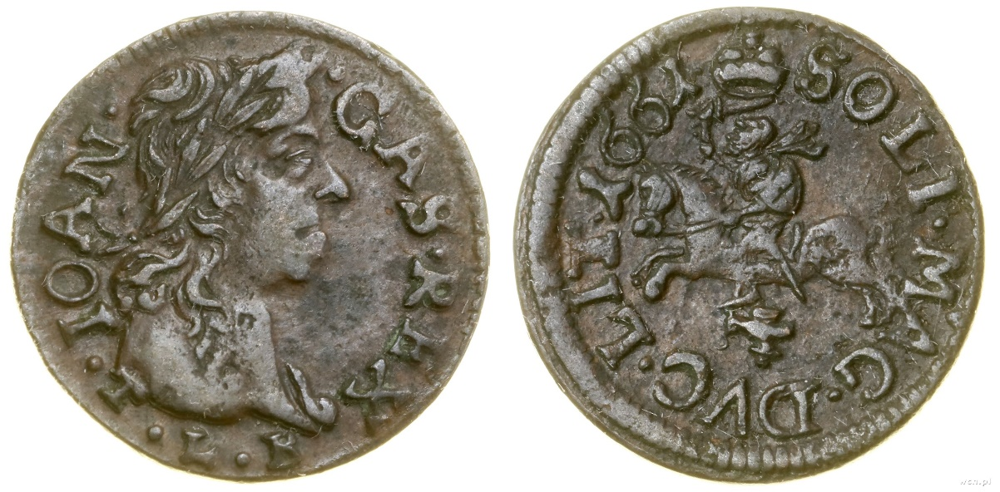 · IOAN · CAS · REX
T · L · B
SOLI · MAG · DVC · LIT · 1661
wcn.pl